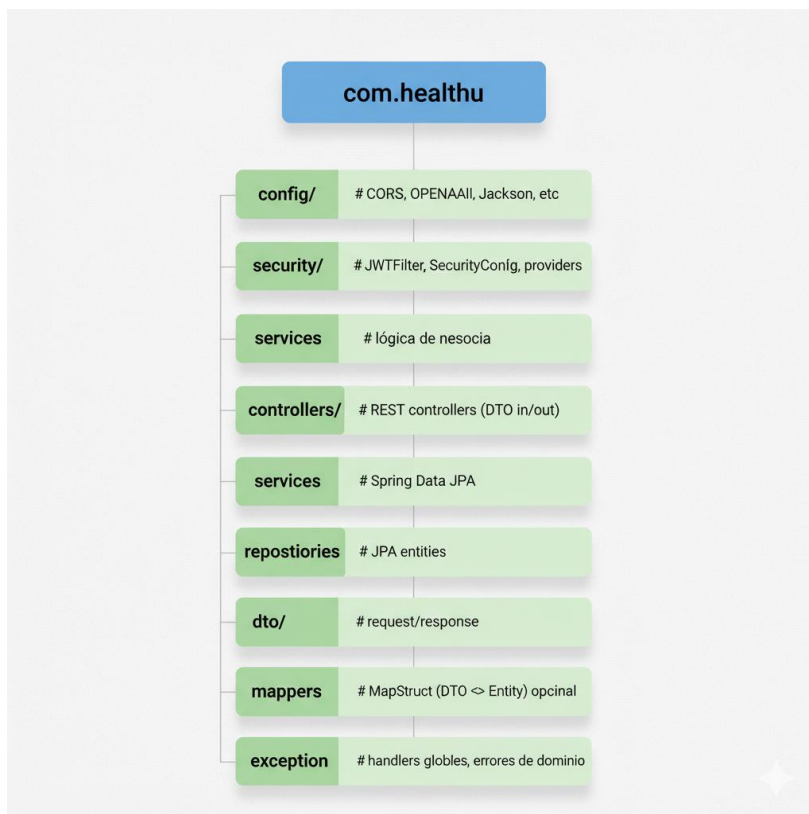 com.healthu
config/ # CORS, OPENAAII, Jackson, etc
security/ # JWTFilter, SecurityConfg, providers
services # lógica de nesocia
controllers/ # REST controllers (DTO in/out)
services # Spring Data JPA
repostiories # JPA entities
dto/ # request/response
mappers # MapStruct (DTO <> Entity) opcinal
exception # handlers globles, errores de dominio